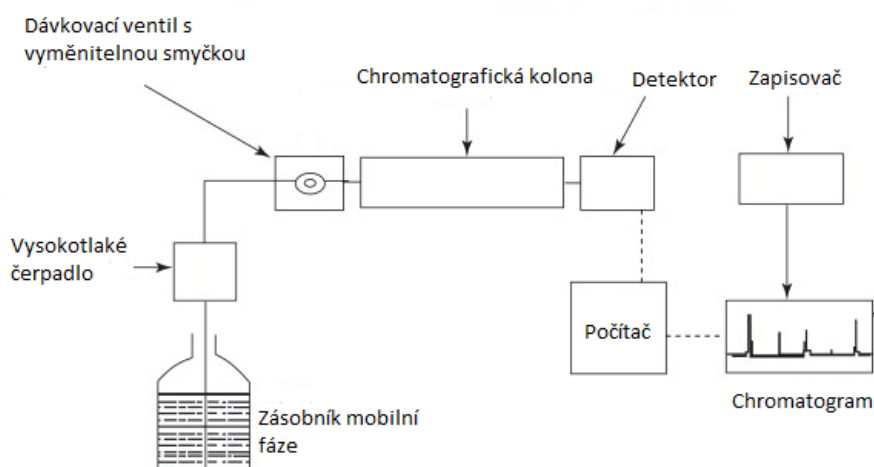 Dávkovací ventil s
vyměnitelnou smyčkou
Chromatografická kolona
Detektor
Zapisovač
Vysokotlaké
čerpadlo
Počítač
Chromatogram
Zásobník mobilní
fáze